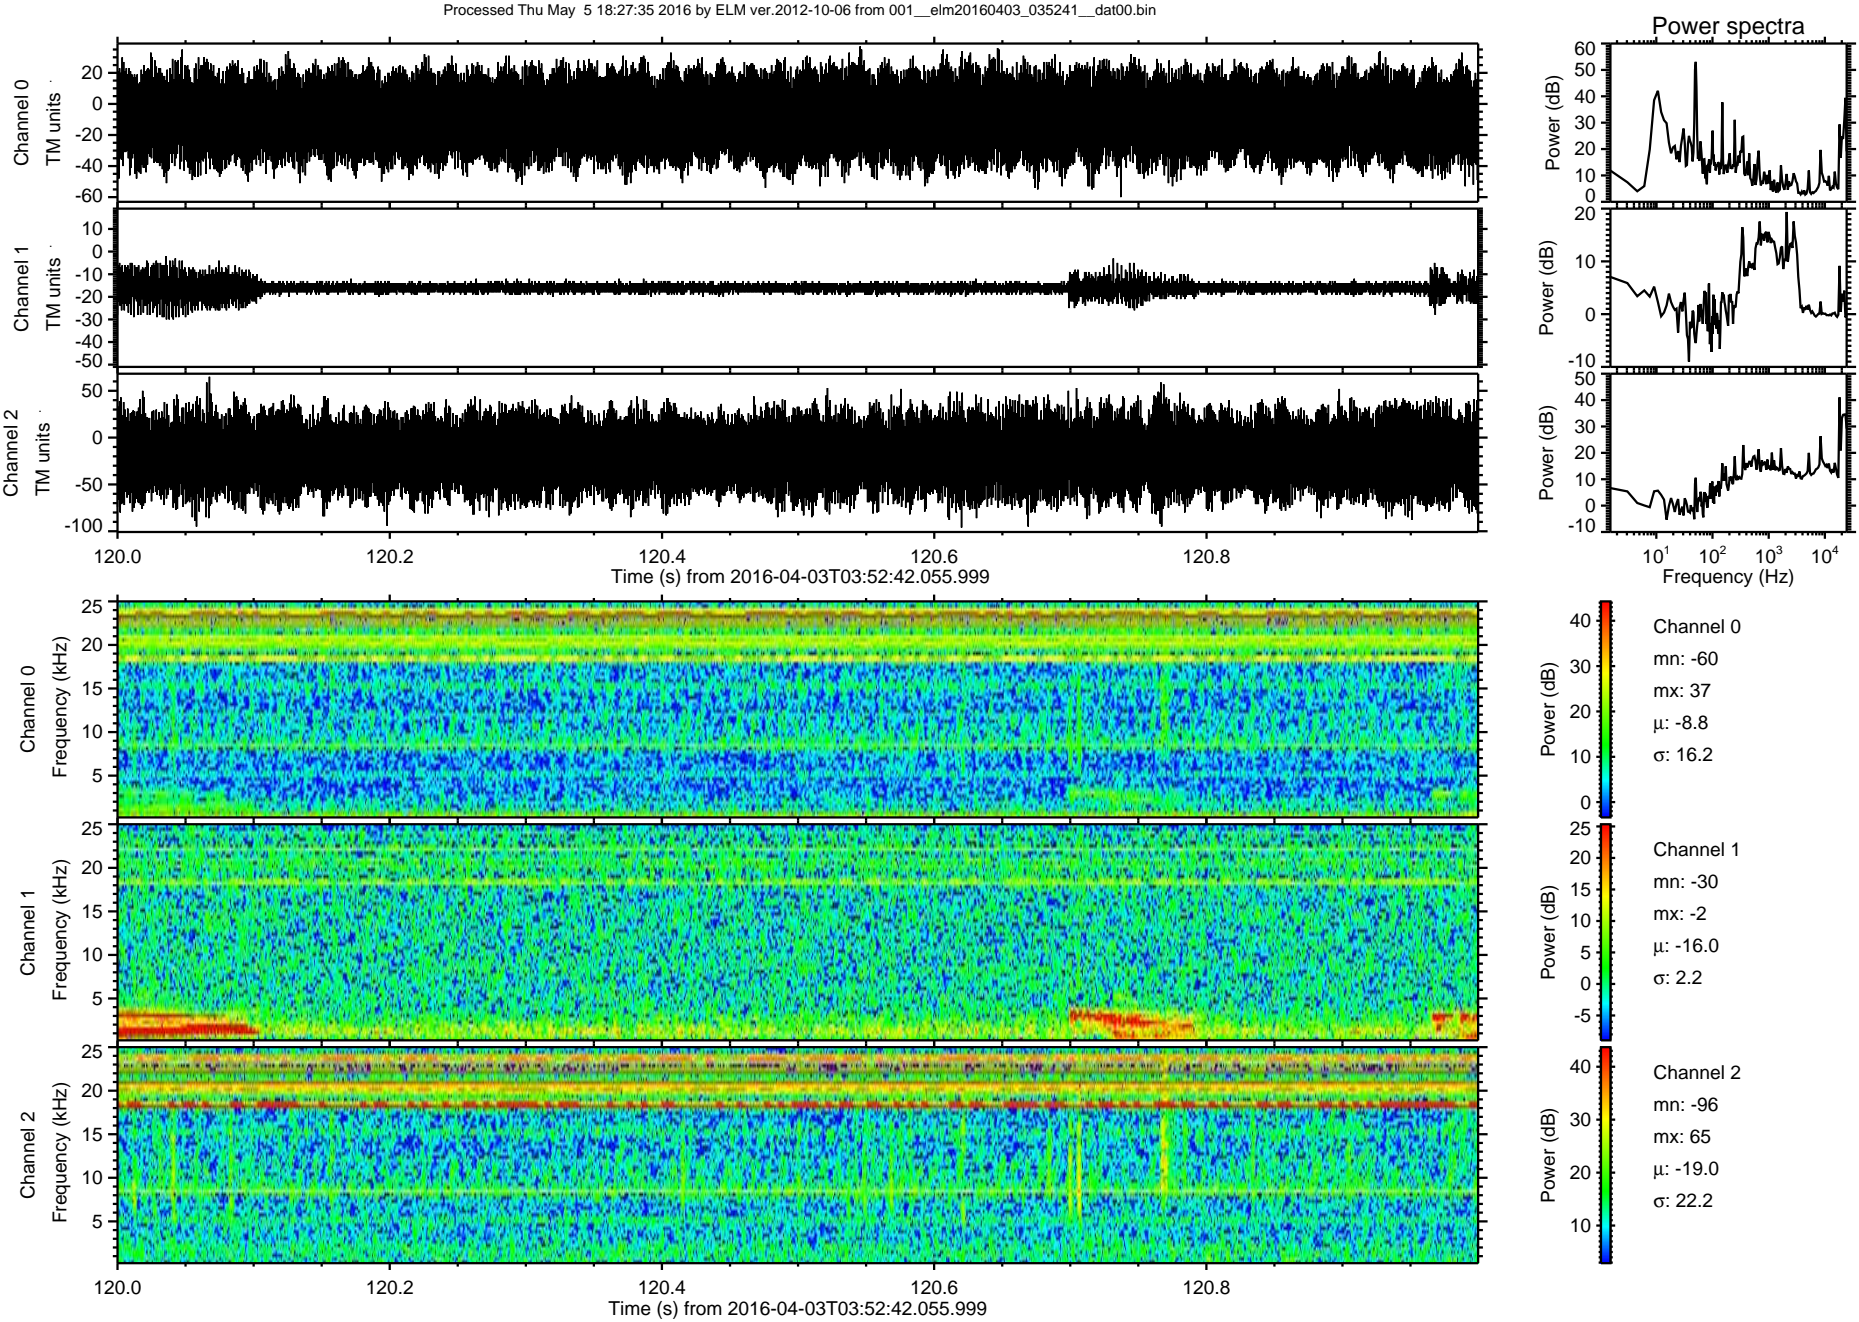 Processed Thu May 5 18:27:35 2016 by ELM ver.2012-10-06 from 001__elm20160403_035241__dat00.bin
Power spectra
Channel 0
TM units
20
0
-20
-40
-60
Power (dB)
60
50
40
30
20
10
0
Channel 1
TM units
10
0
-10
-20
-30
-40
-50
Power (dB)
20
10
0
-10
Channel 2
TM units
50
0
-50
-100
Power (dB)
50
40
30
20
10
0
-10
120.0 120.2 120.4 120.6 120.8
Time (s) from 2016-04-03T03:52:42.055.999
10¹ 10² 10³ 10⁴
Frequency (Hz)
Channel 0
Frequency (kHz)
25
20
15
10
5
Power (dB)
40
30
20
10
0
Channel 0
mn: -60
mx: 37
μ: -8.8
σ: 16.2
Channel 1
Frequency (kHz)
25
20
15
10
5
Power (dB)
25
20
15
10
5
0
-5
Channel 1
mn: -30
mx: -2
μ: -16.0
σ: 2.2
Channel 2
Frequency (kHz)
25
20
15
10
5
Power (dB)
40
30
20
10
Channel 2
mn: -96
mx: 65
μ: -19.0
σ: 22.2
120.0 120.2 120.4 120.6 120.8
Time (s) from 2016-04-03T03:52:42.055.999